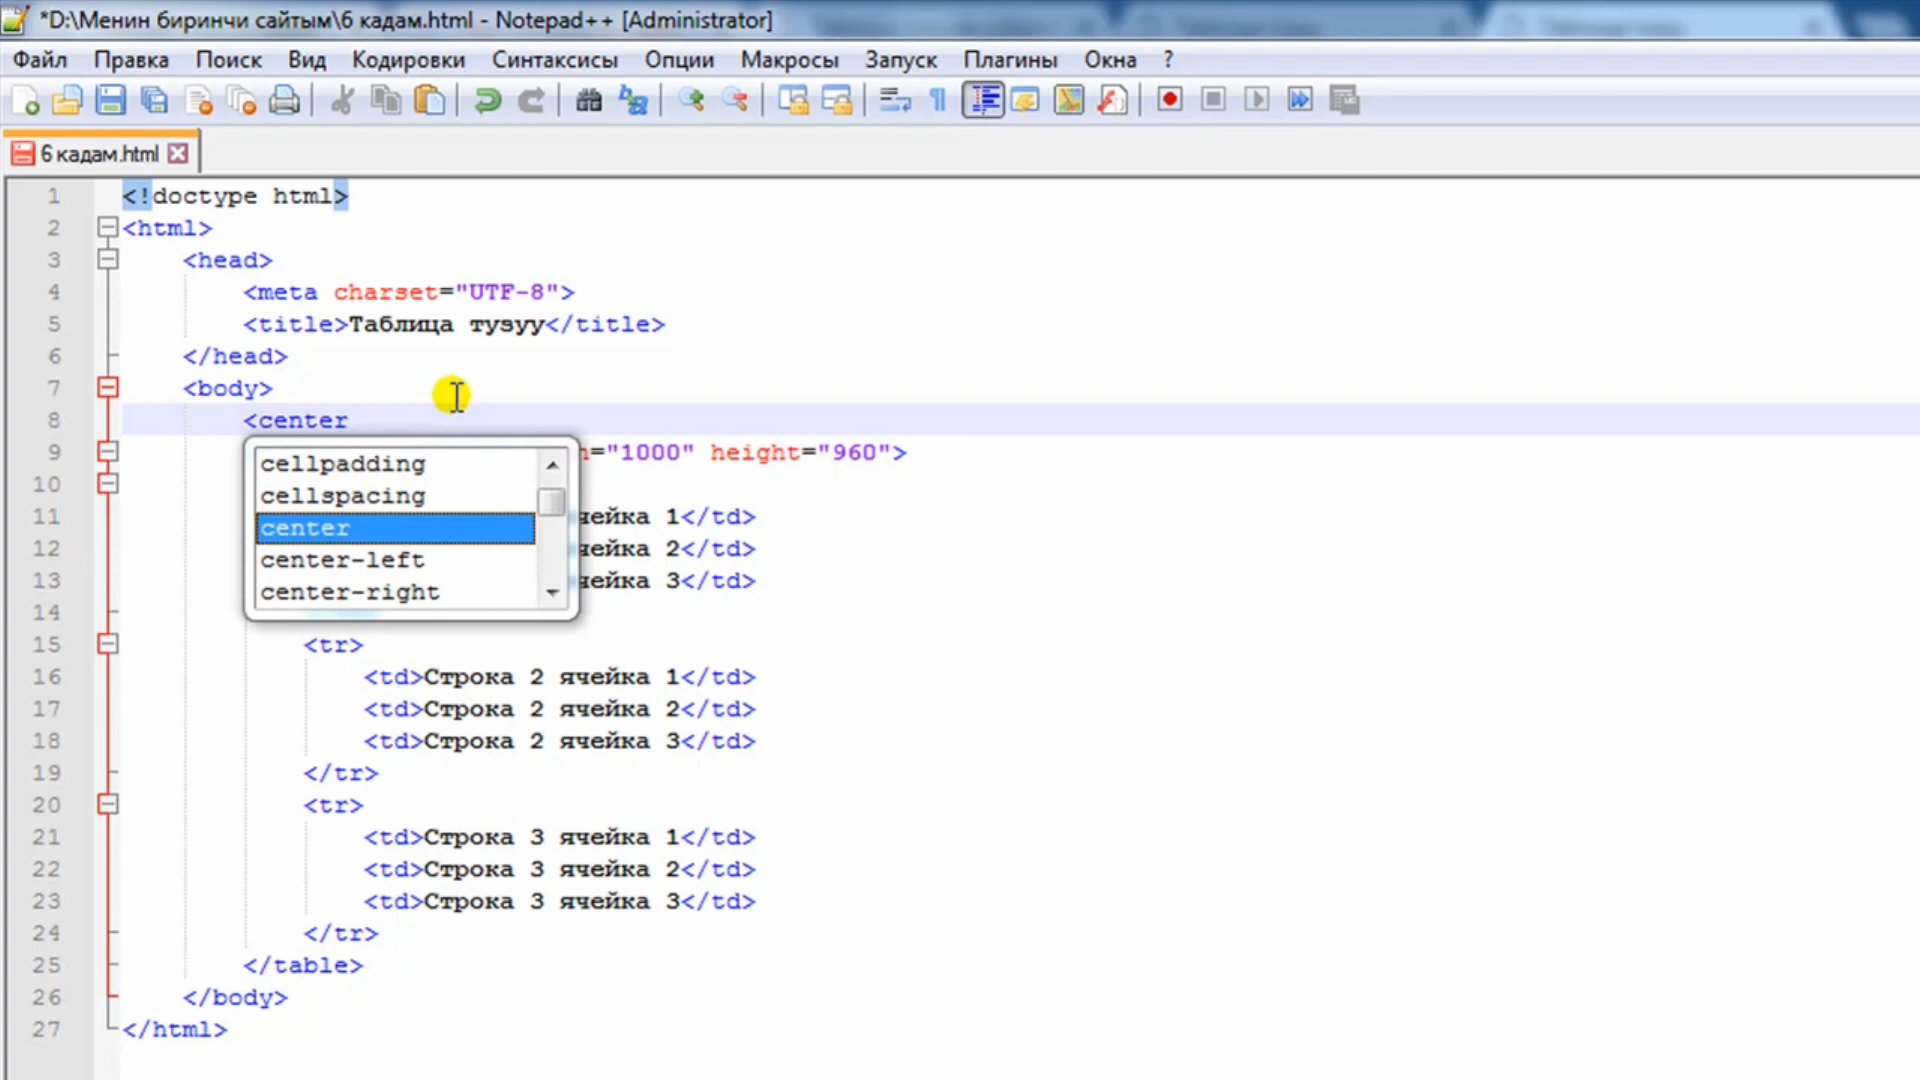 *D:\Менин биринчи сайтым\6 кадам.html - Notepad++ [Administrator]
Файл Правка Поиск Вид Кодировки Синтаксисы Опции Макросы Запуск Плагины Окна ?
6 кадам.html
1 <!doctype html>
2 <html>
3 <head>
4 <meta charset="UTF-8">
5 <title>Таблица тузуу</title>
6 </head>
7 <body>
8 <center
9 ="1000" height="960">
10
11 чейка 1</td>
12 чейка 2</td>
13 чейка 3</td>
14
cellpadding
cellspacing
center
center-left
center-right
15 <tr>
16 <td>Строка 2 ячейка 1</td>
17 <td>Строка 2 ячейка 2</td>
18 <td>Строка 2 ячейка 3</td>
19 </tr>
20 <tr>
21 <td>Строка 3 ячейка 1</td>
22 <td>Строка 3 ячейка 2</td>
23 <td>Строка 3 ячейка 3</td>
24 </tr>
25 </table>
26 </body>
27 </html>